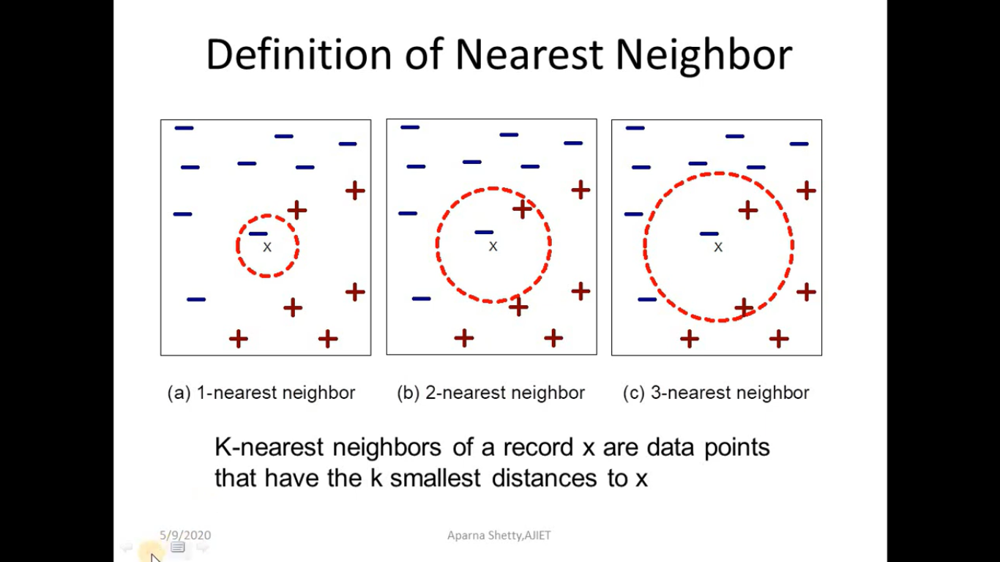 Definition of Nearest Neighbor
X
X
X
(a) 1-nearest neighbor
(b) 2-nearest neighbor
(c) 3-nearest neighbor
K-nearest neighbors of a record x are data points
that have the k smallest distances to x
5/9/2020
Aparna Shetty,AJIET